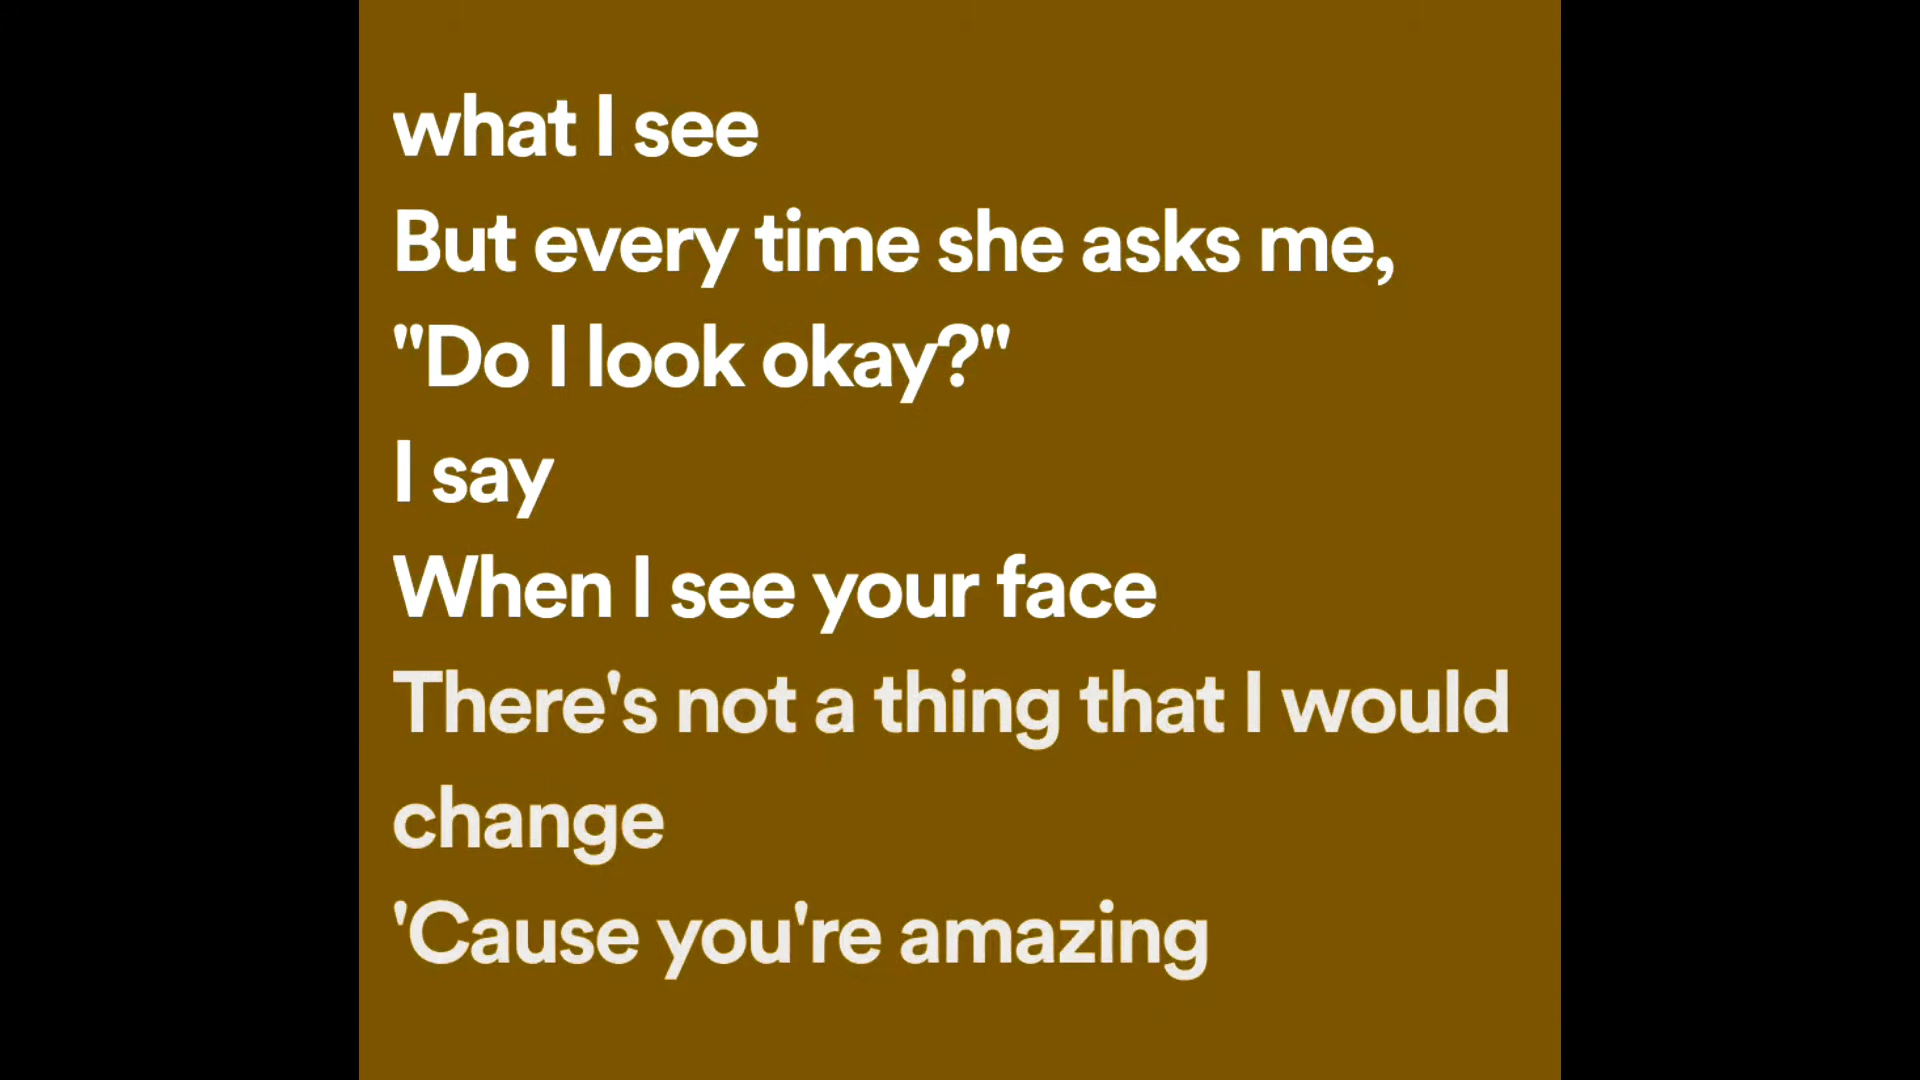 what I see
But every time she asks me,
"Do I look okay?"
I say
When I see your face
There's not a thing that I would
change
'Cause you're amazing